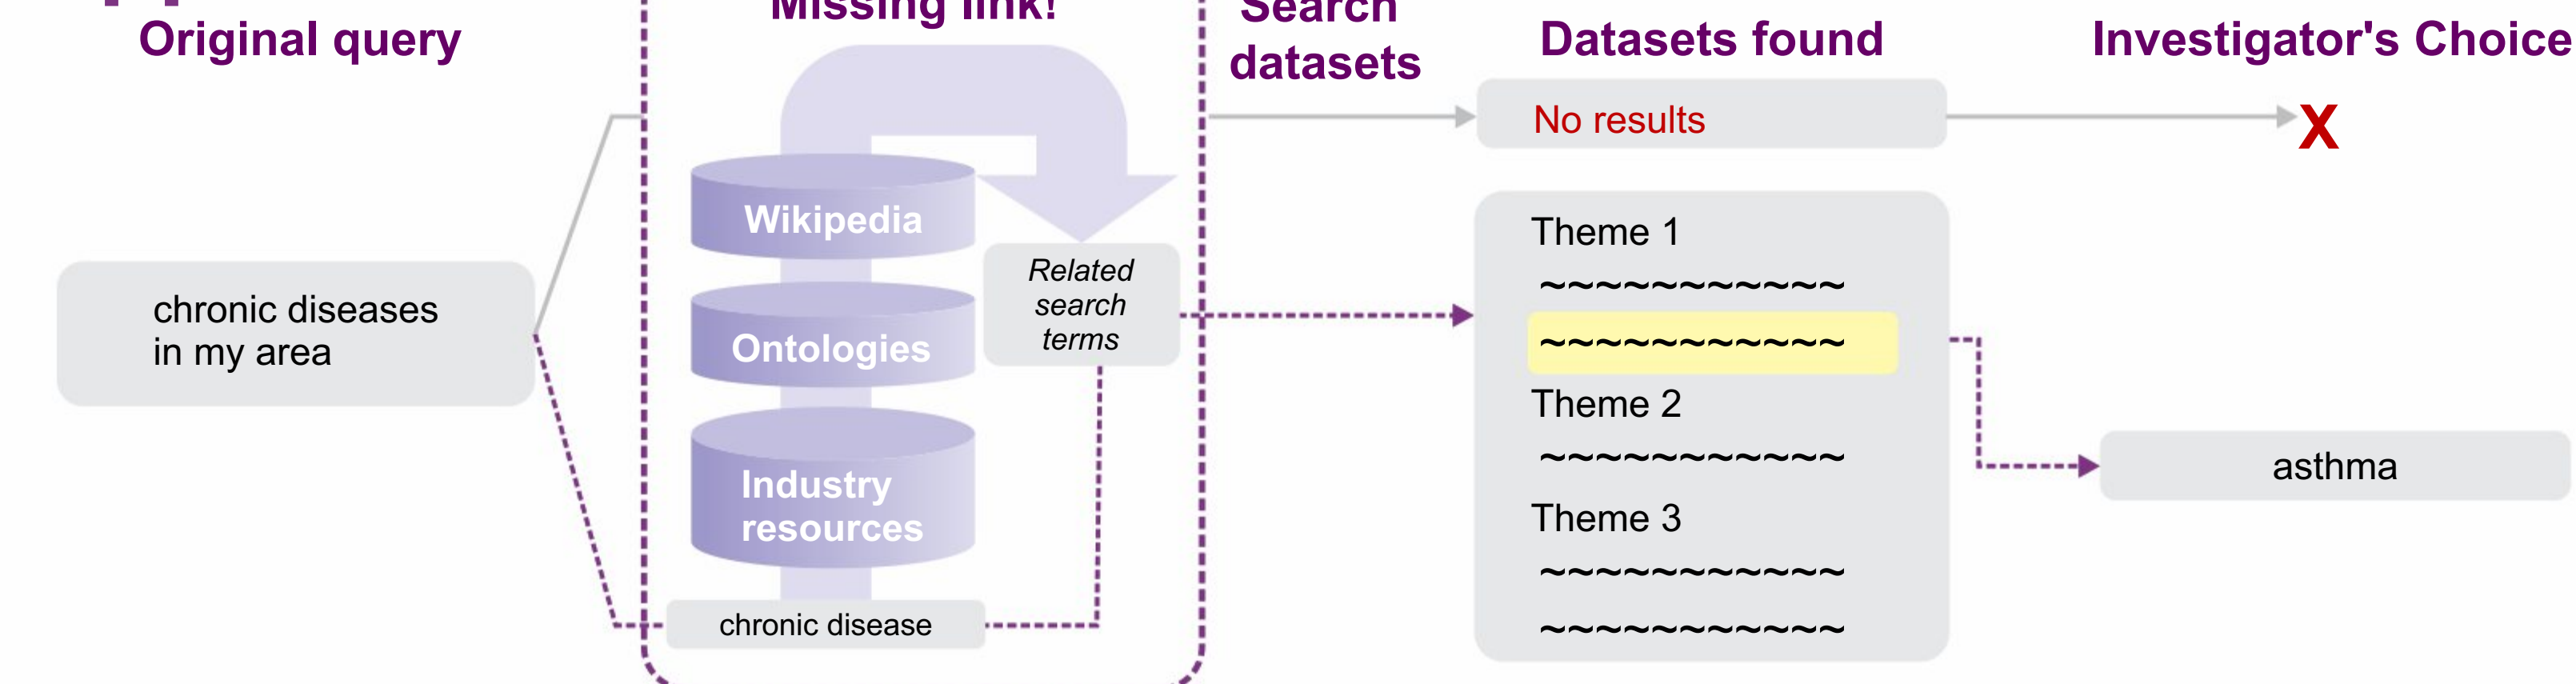 Original query
Missing link!
Search
datasets
Datasets found
Investigator's Choice
No results
X
chronic diseases
in my area
Wikipedia
Ontologies
Industry
resources
Related
search
terms
chronic disease
Theme 1
~~~~~~~~~~~
~~~~~~~~~~~
Theme 2
~~~~~~~~~~~
Theme 3
~~~~~~~~~~~
~~~~~~~~~~~
asthma